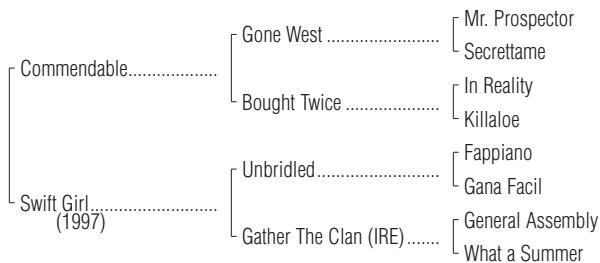 Mr. Prospector
Gone West ........................
Secrettame
Commendable...................
In Reality
Bought Twice ....................
Killaloe
Fappiano
Unbridled..........................
Gana Facil
Swift Girl...........................
(1997)
General Assembly
Gather The Clan (IRE).......
What a Summer